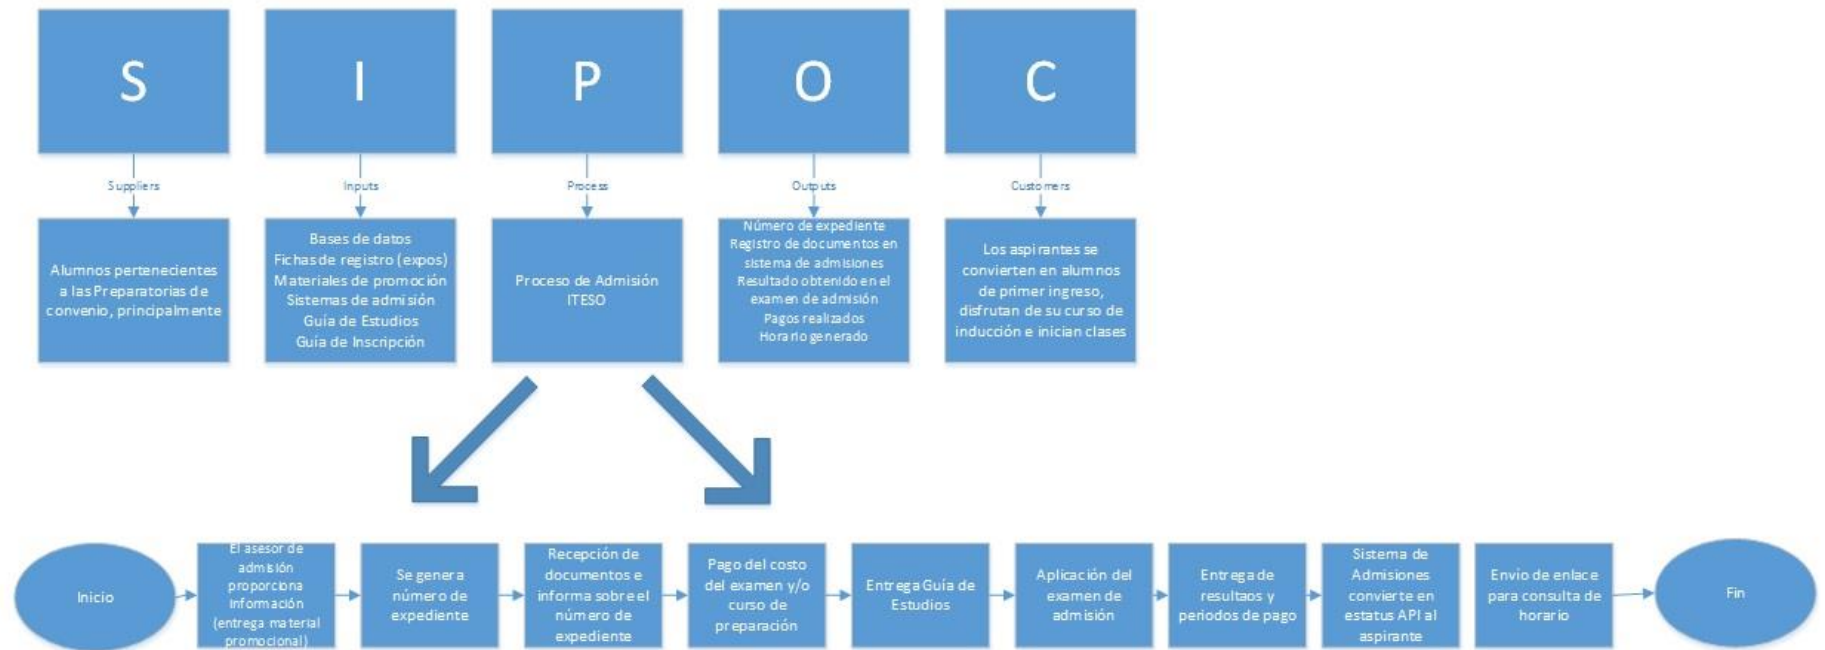 S
I
P
O
C
Suppliers
Inputs
Process
Outputs
Customers
Alumnos pertenecientes
a las Preparatorias de
convenio, principalmente
Bases de datos
Fichas de registro (expos)
Materiales de promoción
Sistemas de admisión
Guía de Estudios
Guía de Inscripción
Proceso de Admisión
ITESO
Número de expediente
Registro de documentos en
sistema de admisiones
Resultado obtenido en el
examen de admisión
Pagos realizados
Horario generado
Los aspirantes se
convierten en alumnos
de primer ingreso,
disfrutan de su curso de
inducción e inician clases
Inicio
El asesor de
admisión
proporciona
Información
(entrega material
promocional)
Se genera
número de
expediente
Recepción de
documentos e
informa sobre el
número de
expediente
Pago del costo
del examen y/o
curso de
preparación
Entrega Guía de
Estudios
Aplicación del
examen de
admisión
Entrega de
resultaos y
periodos de pago
Sistema de
Admisiones
convierte en
estatus API al
aspirante
Envío de enlace
para consulta de
horario
Fin